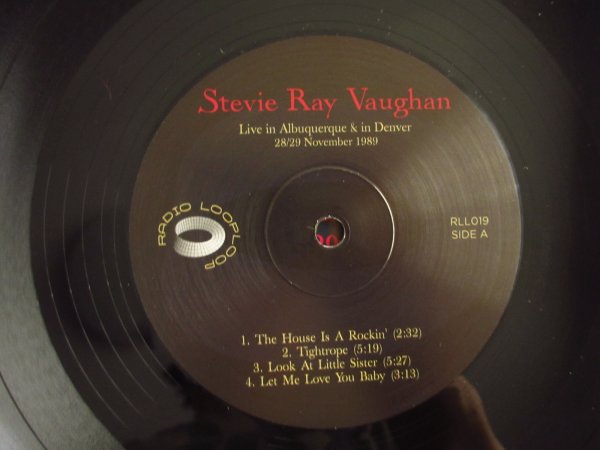 Stevie Ray Vaughan
Live in Albuquerque & in Denver
28/29 November 1989
RADIO LOOPLOOP
RLL019
SIDE A
1. The House Is A Rockin' (2:32)
2. Tightrope (5:19)
3. Look At Little Sister (5:27)
4. Let Me Love You Baby (3:13)